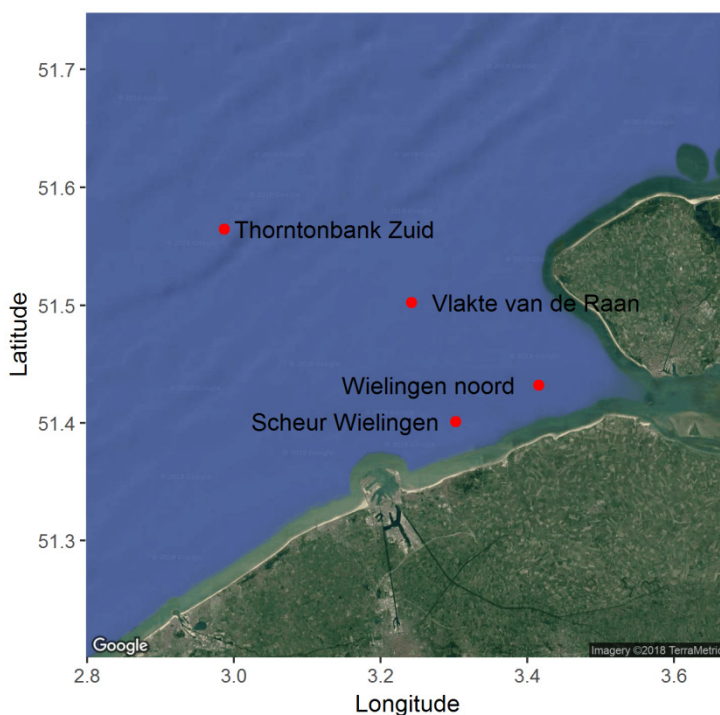 51.7
51.6
Thorntonbank Zuid
51.5
Vlakte van de Raan
Wielingen noord
51.4
Scheur Wielingen
51.3
Latitude
Google
Imagery ©2018 TerraMetric
2.8
3.0
3.2
3.4
3.6
Longitude